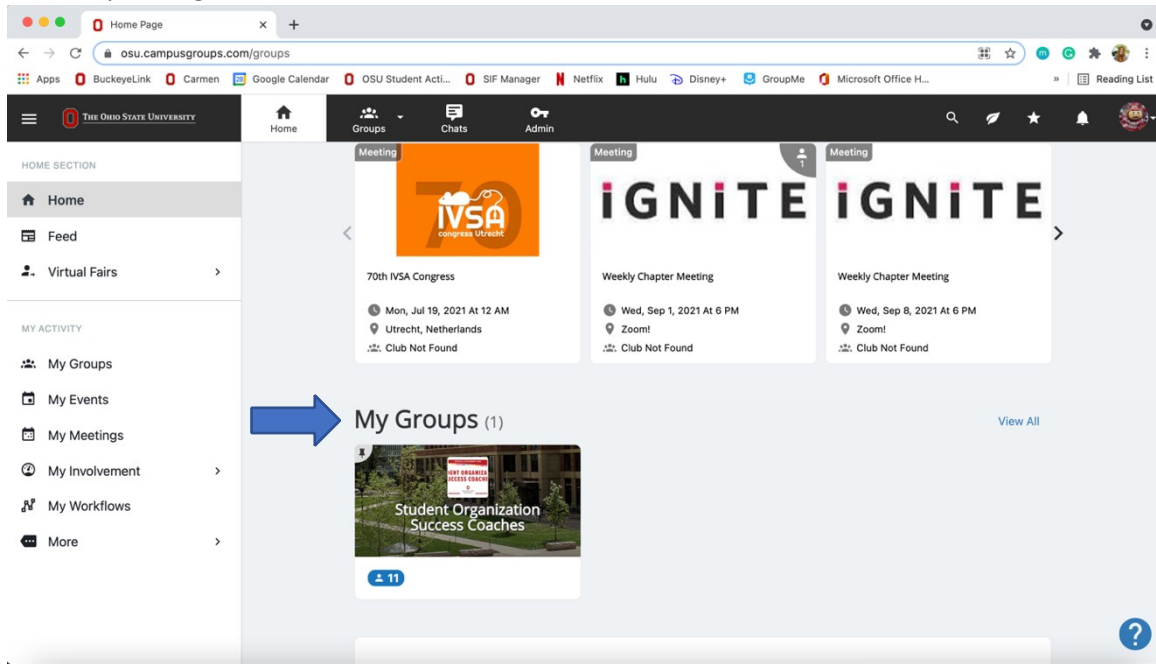 Home Page
osu.campusgroups.com/groups
Apps BuckeyeLink Carmen Google Calendar OSU Student Acti... SIF Manager Netflix Hulu Disney+ GroupMe Microsoft Office H... » Reading List
THE OHIO STATE UNIVERSITY
Home Groups Chats Admin
HOME SECTION
Home
Feed
Virtual Fairs
MY ACTIVITY
My Groups
My Events
My Meetings
My Involvement
My Workflows
More
Meeting
70
IVSA
congress Utrecht
70th IVSA Congress
Mon, Jul 19, 2021 At 12 AM
Utrecht, Netherlands
Club Not Found
Meeting
1
iGNiTE
Weekly Chapter Meeting
Wed, Sep 1, 2021 At 6 PM
Zoom!
Club Not Found
Meeting
iGNiTE
Weekly Chapter Meeting
Wed, Sep 8, 2021 At 6 PM
Zoom!
Club Not Found
My Groups (1)
View All
Student Organization
Success Coaches
11
?